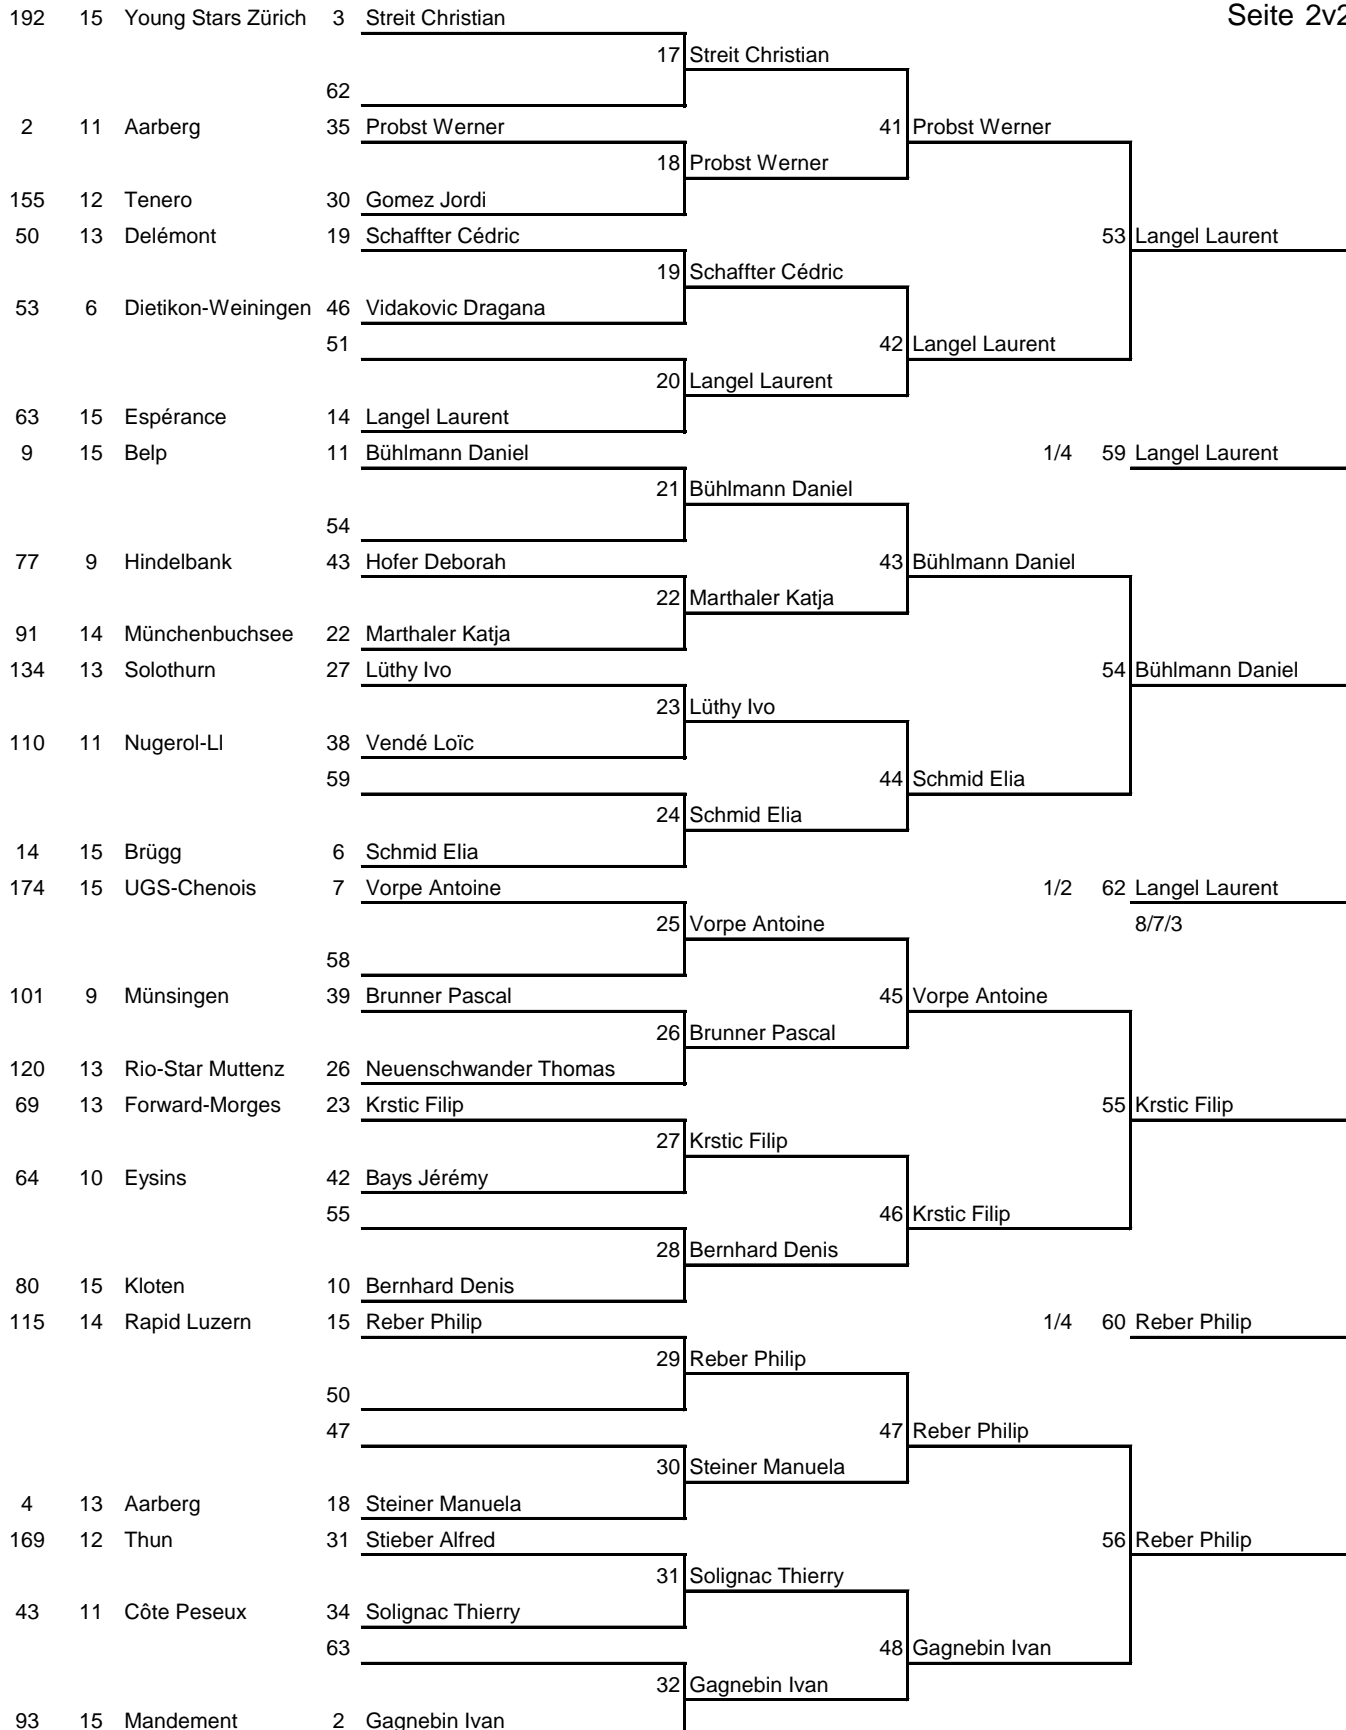 192 15 Young Stars Zürich 3 Streit Christian Seite 2v2
17 Streit Christian
62
2 11 Aarberg 35 Probst Werner 41 Probst Werner
18 Probst Werner
155 12 Tenero 30 Gomez Jordi
50 13 Delémont 19 Schaffter Cédric 53 Langel Laurent
19 Schaffter Cédric
53 6 Dietikon-Weiningen 46 Vidakovic Dragana
51 42 Langel Laurent
20 Langel Laurent
63 15 Espérance 14 Langel Laurent
9 15 Belp 11 Bühlmann Daniel 1/4 59 Langel Laurent
21 Bühlmann Daniel
54
77 9 Hindelbank 43 Hofer Deborah 43 Bühlmann Daniel
22 Marthaler Katja
91 14 Münchenbuchsee 22 Marthaler Katja
134 13 Solothurn 27 Lüthy Ivo 54 Bühlmann Daniel
23 Lüthy Ivo
110 11 Nugerol-Ll 38 Vendé Loïc
59 44 Schmid Elia
24 Schmid Elia
14 15 Brügg 6 Schmid Elia
174 15 UGS-Chenois 7 Vorpe Antoine 1/2 62 Langel Laurent
25 Vorpe Antoine 8/7/3
58
101 9 Münsingen 39 Brunner Pascal 45 Vorpe Antoine
26 Brunner Pascal
120 13 Rio-Star Muttenz 26 Neuenschwander Thomas
69 13 Forward-Morges 23 Krstic Filip 55 Krstic Filip
27 Krstic Filip
64 10 Eysins 42 Bays Jérémy
55 46 Krstic Filip
28 Bernhard Denis
80 15 Kloten 10 Bernhard Denis
115 14 Rapid Luzern 15 Reber Philip 1/4 60 Reber Philip
29 Reber Philip
50
47 47 Reber Philip
30 Steiner Manuela
4 13 Aarberg 18 Steiner Manuela
169 12 Thun 31 Stieber Alfred 56 Reber Philip
31 Solignac Thierry
43 11 Côte Peseux 34 Solignac Thierry
63 48 Gagnebin Ivan
32 Gagnebin Ivan
93 15 Mandement 2 Gagnebin Ivan